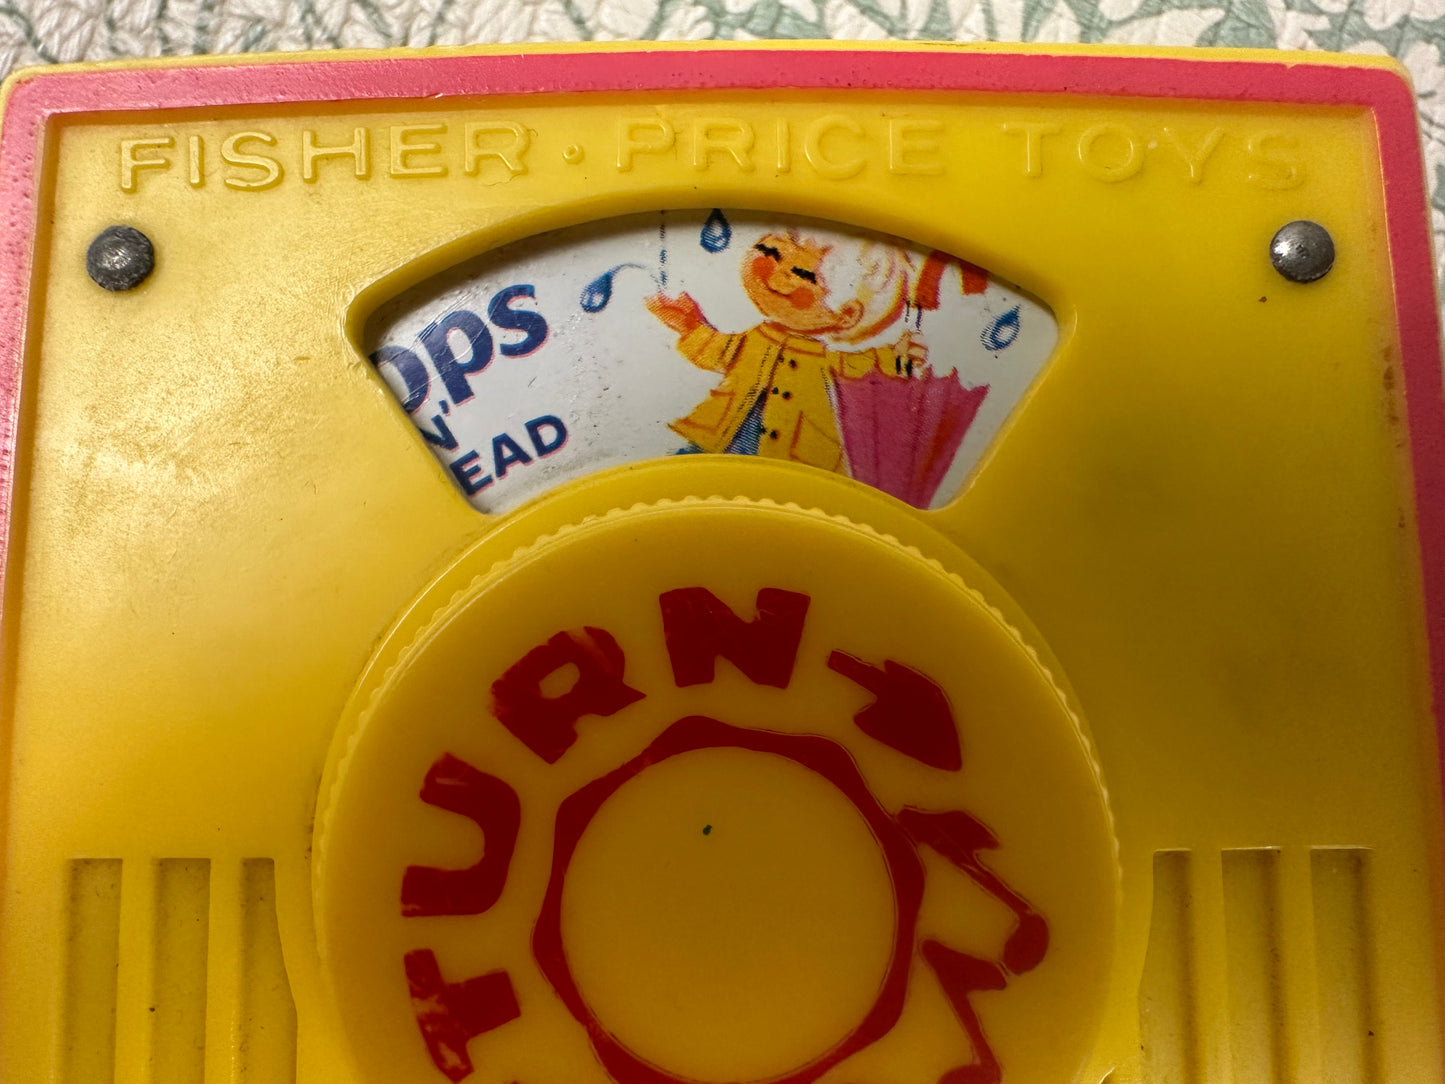 FISHER · PRICE TOYS
ops
N'
EAD
TURN